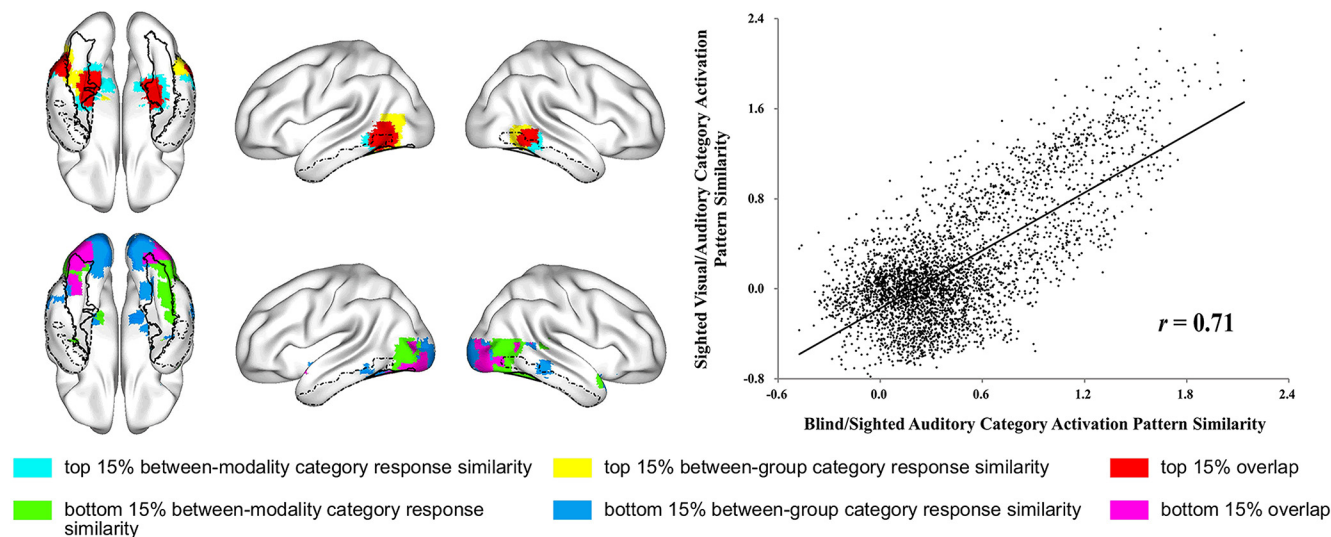 Sighted Visual/Auditory Category Activation
Pattern Similarity
2.4
1.6
0.8
0.0
-0.8
r = 0.71
-0.6
0.0
0.6
1.2
1.8
2.4
Blind/Sighted Auditory Category Activation Pattern Similarity
top 15% between-modality category response similarity
top 15% between-group category response similarity
top 15% overlap
bottom 15% between-modality category response
similarity
bottom 15% between-group category response similarity
bottom 15% overlap